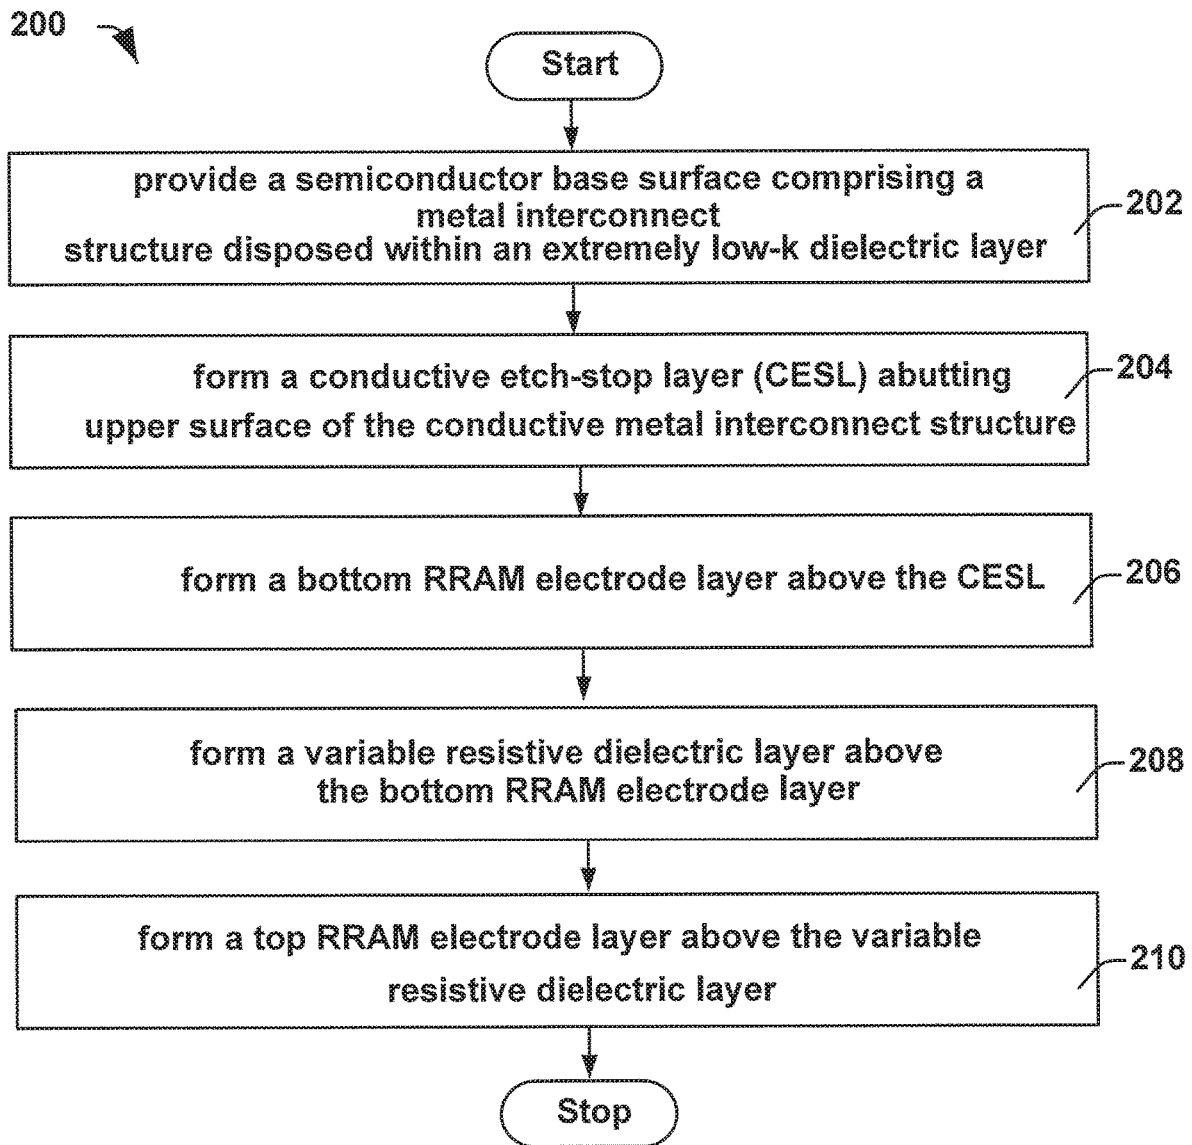 200
Start
provide a semiconductor base surface comprising a
metal interconnect
structure disposed within an extremely low-k dielectric layer
202
form a conductive etch-stop layer (CESL) abutting
upper surface of the conductive metal interconnect structure
204
form a bottom RRAM electrode layer above the CESL
206
form a variable resistive dielectric layer above
the bottom RRAM electrode layer
208
form a top RRAM electrode layer above the variable
resistive dielectric layer
210
Stop